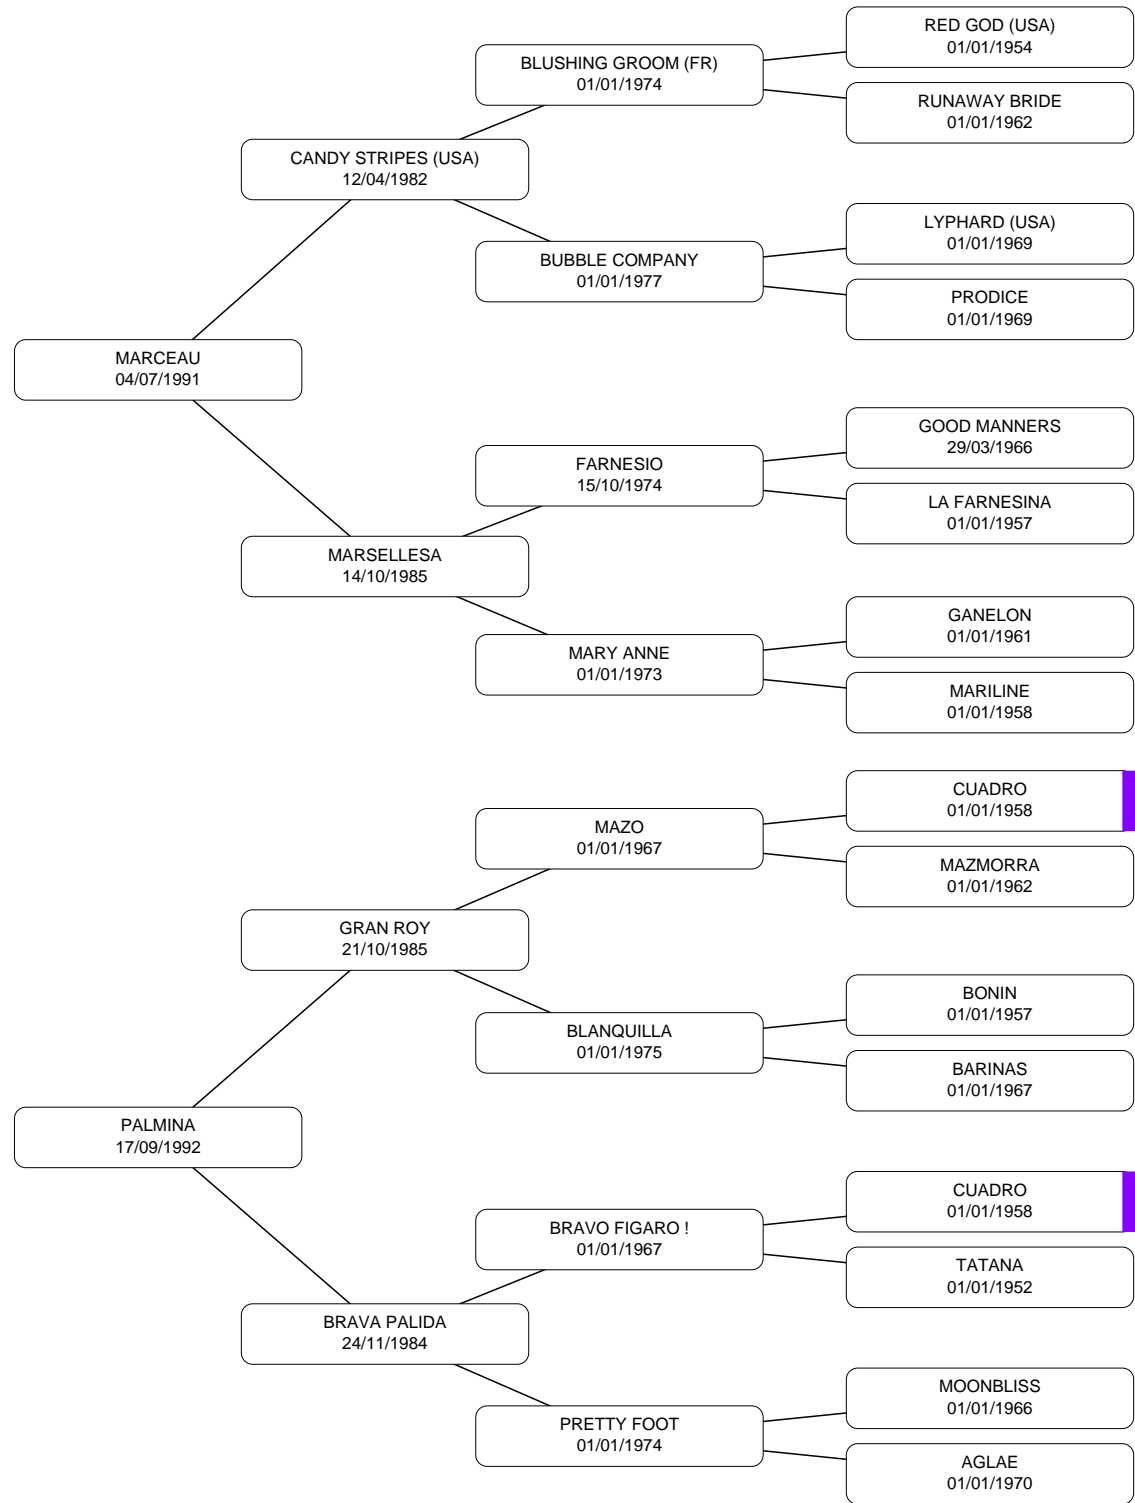 RED GOD (USA)
01/01/1954
BLUSHING GROOM (FR)
01/01/1974
RUNAWAY BRIDE
01/01/1962
CANDY STRIPES (USA)
12/04/1982
LYPHARD (USA)
01/01/1969
BUBBLE COMPANY
01/01/1977
PRODICE
01/01/1969
MARCEAU
04/07/1991
GOOD MANNERS
29/03/1966
FARNESIO
15/10/1974
LA FARNESINA
01/01/1957
MARSELLESA
14/10/1985
GANELON
01/01/1961
MARY ANNE
01/01/1973
MARILINE
01/01/1958
CUADRO
01/01/1958
MAZO
01/01/1967
MAZMORRA
01/01/1962
GRAN ROY
21/10/1985
BONIN
01/01/1957
BLANQUILLA
01/01/1975
BARINAS
01/01/1967
PALMINA
17/09/1992
CUADRO
01/01/1958
BRAVO FIGARO !
01/01/1967
TATANA
01/01/1952
BRAVA PALIDA
24/11/1984
MOONBLISS
01/01/1966
PRETTY FOOT
01/01/1974
AGLAE
01/01/1970